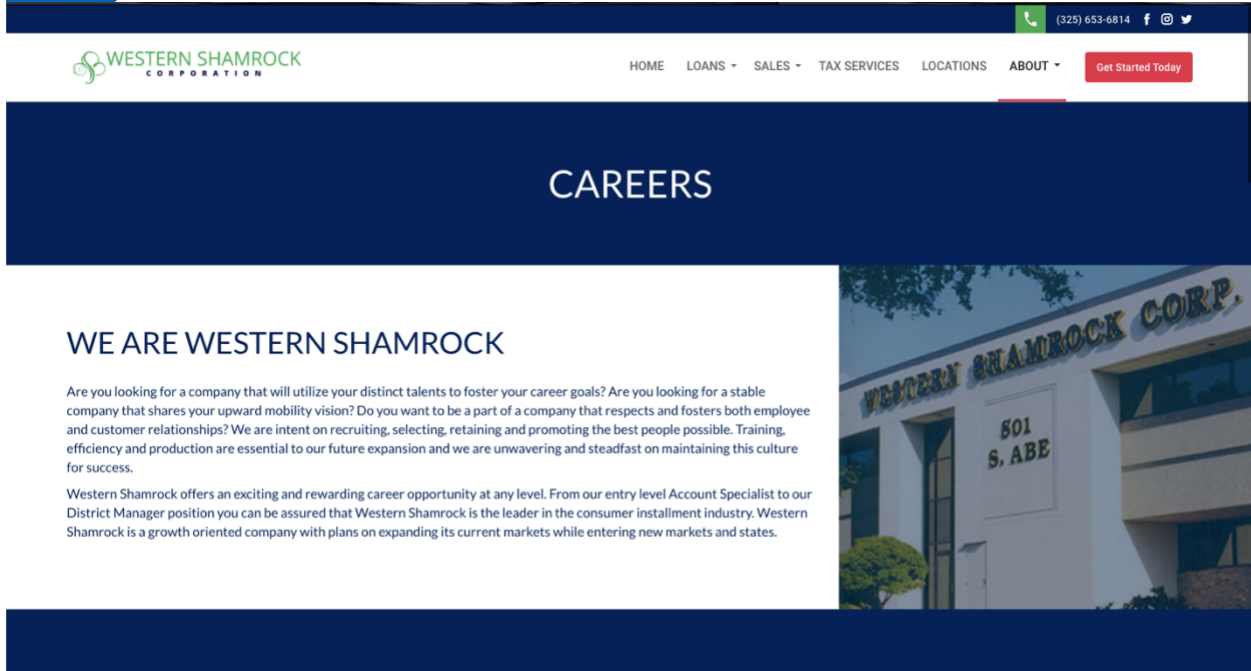 (325) 653-6814
WESTERN SHAMROCK
CORPORATION
HOME LOANS SALES TAX SERVICES LOCATIONS ABOUT Get Started Today
CAREERS
WE ARE WESTERN SHAMROCK
Are you looking for a company that will utilize your distinct talents to foster your career goals? Are you looking for a stable
company that shares your upward mobility vision? Do you want to be a part of a company that respects and fosters both employee
and customer relationships? We are intent on recruiting, selecting, retaining and promoting the best people possible. Training,
efficiency and production are essential to our future expansion and we are unwavering and steadfast on maintaining this culture
for success.
Western Shamrock offers an exciting and rewarding career opportunity at any level. From our entry level Account Specialist to our
District Manager position you can be assured that Western Shamrock is the leader in the consumer installment industry. Western
Shamrock is a growth oriented company with plans on expanding its current markets while entering new markets and states.
WESTERN SHAMROCK CORP.
801
S. ABE